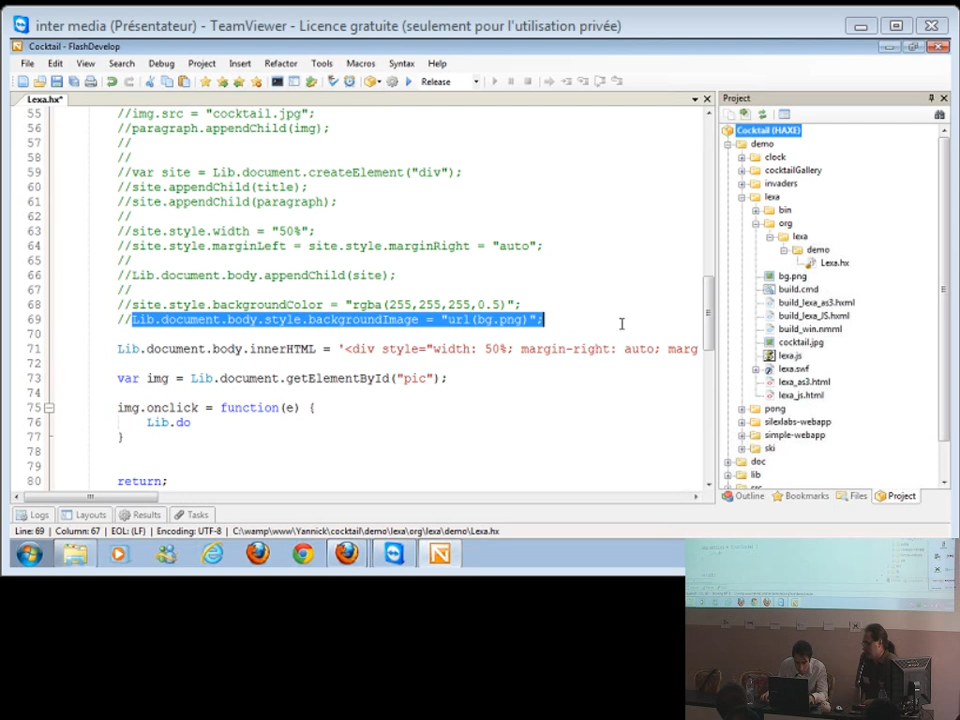 inter media (Présentateur) - TeamViewer - Licence gratuite (seulement pour l'utilisation privée)
Cocktail - FlashDevelop
File Edit View Search Debug Project Insert Refactor Tools Macros Syntax Help
Release
Lexa.hx*
55 //img.src = "cocktail.jpg";
56 //paragraph.appendChild(img);
57 //
58 //
59 //var site = Lib.document.createElement("div");
60 //site.appendChild(title);
61 //site.appendChild(paragraph);
62 //
63 //site.style.width = "50%";
64 //site.style.marginLeft = site.style.marginRight = "auto";
65 //
66 //Lib.document.body.appendChild(site);
67 //
68 //site.style.backgroundColor = "rgba(255,255,255,0.5)";
69 //Lib.document.body.style.backgroundImage = "url(bg.png)";
70
71 Lib.document.body.innerHTML = '<div style="width: 50%; margin-right: auto; marg
72
73 var img = Lib.document.getElementById("pic");
74
75 img.onclick = function(e) {
76 Lib.do
77 }
78
79
80 return;
Project
Cocktail (HAXE)
demo
clock
cocktailGallery
invaders
lexa
bin
org
lexa
demo
Lexa.hx
bg.png
build.cmd
build_lexa_as3.hxml
build_lexa_JS.hxml
build_win.nmml
cocktail.jpg
lexa.js
lexa.swf
lexa_as3.html
lexa_js.html
pong
silexlabs-webapp
simple-webapp
ski
doc
lib
src
Outline Bookmarks Files Project
Logs Layouts Results Tasks
Line: 69 Column: 67 EOL: (LF) Encoding: UTF-8 C:\wamp\www\Yannick\cocktail\demo\lexa\org\lexa\demo\Lexa.hx